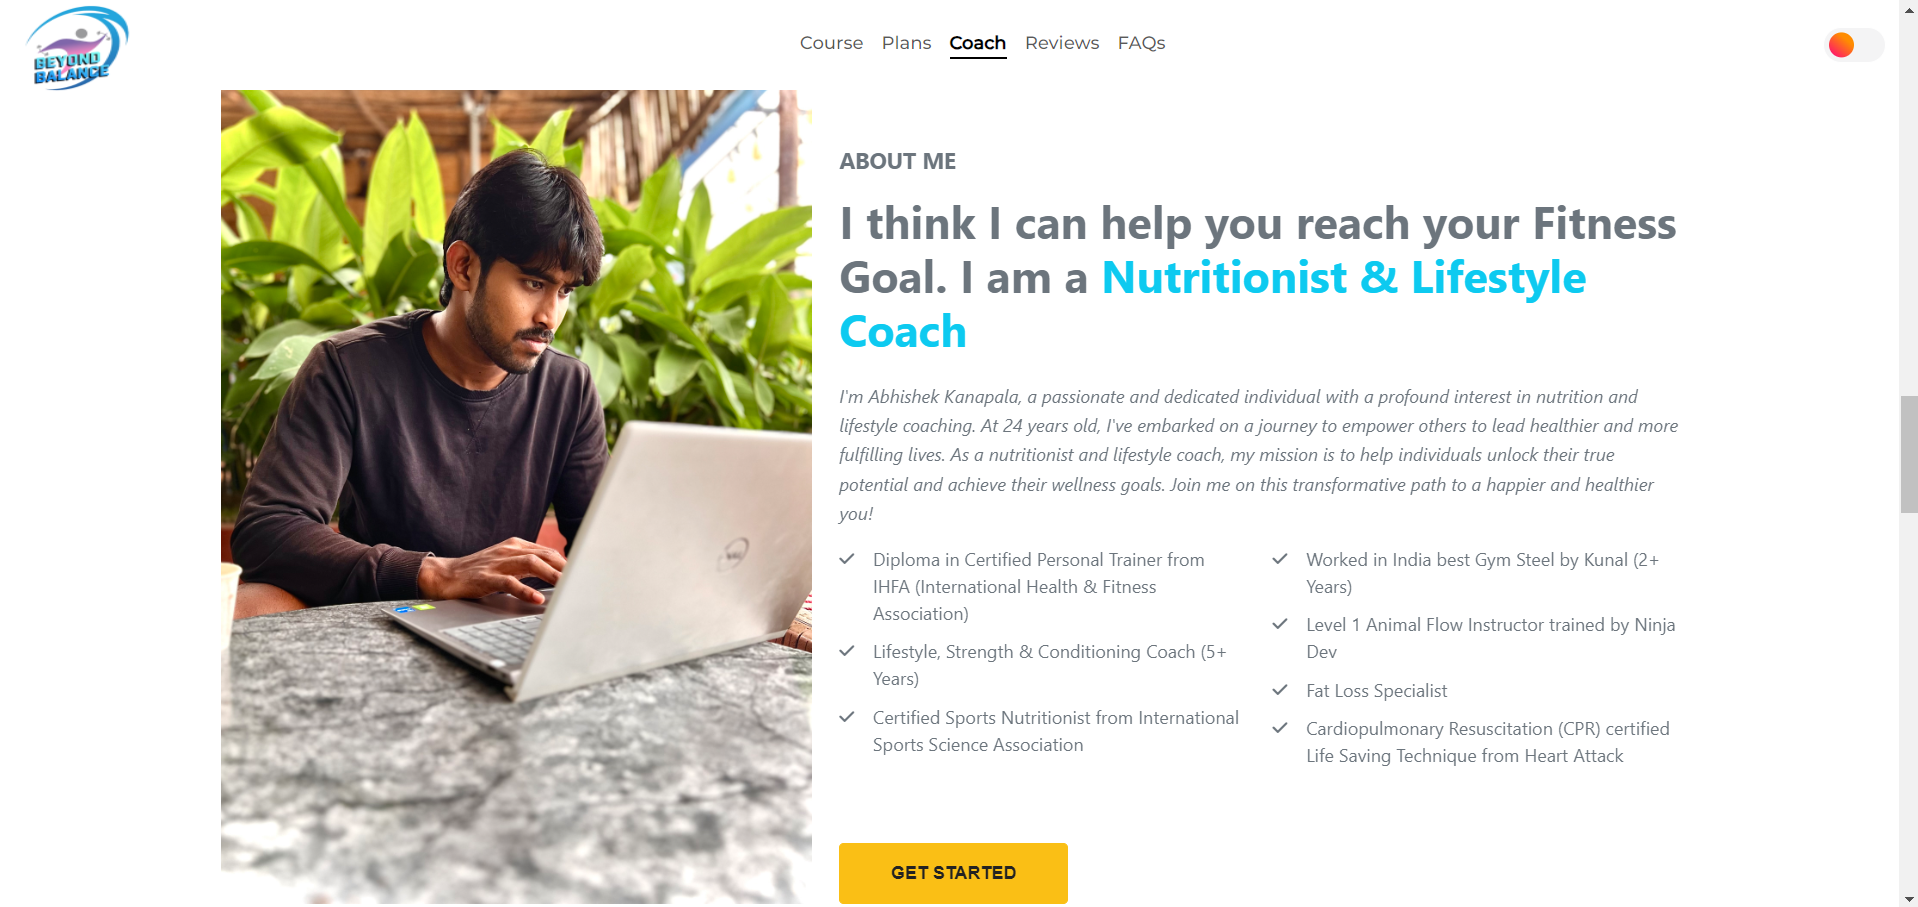 BEYOND
BALANCE
Course Plans Coach Reviews FAQs
ABOUT ME
I think I can help you reach your Fitness
Goal. I am a Nutritionist & Lifestyle
Coach
I'm Abhishek Kanapala, a passionate and dedicated individual with a profound interest in nutrition and
lifestyle coaching. At 24 years old, I've embarked on a journey to empower others to lead healthier and more
fulfilling lives. As a nutritionist and lifestyle coach, my mission is to help individuals unlock their true
potential and achieve their wellness goals. Join me on this transformative path to a happier and healthier
you!
Diploma in Certified Personal Trainer from
IHFA (International Health & Fitness
Association)
Lifestyle, Strength & Conditioning Coach (5+
Years)
Certified Sports Nutritionist from International
Sports Science Association
Worked in India best Gym Steel by Kunal (2+
Years)
Level 1 Animal Flow Instructor trained by Ninja
Dev
Fat Loss Specialist
Cardiopulmonary Resuscitation (CPR) certified
Life Saving Technique from Heart Attack
GET STARTED
DELL